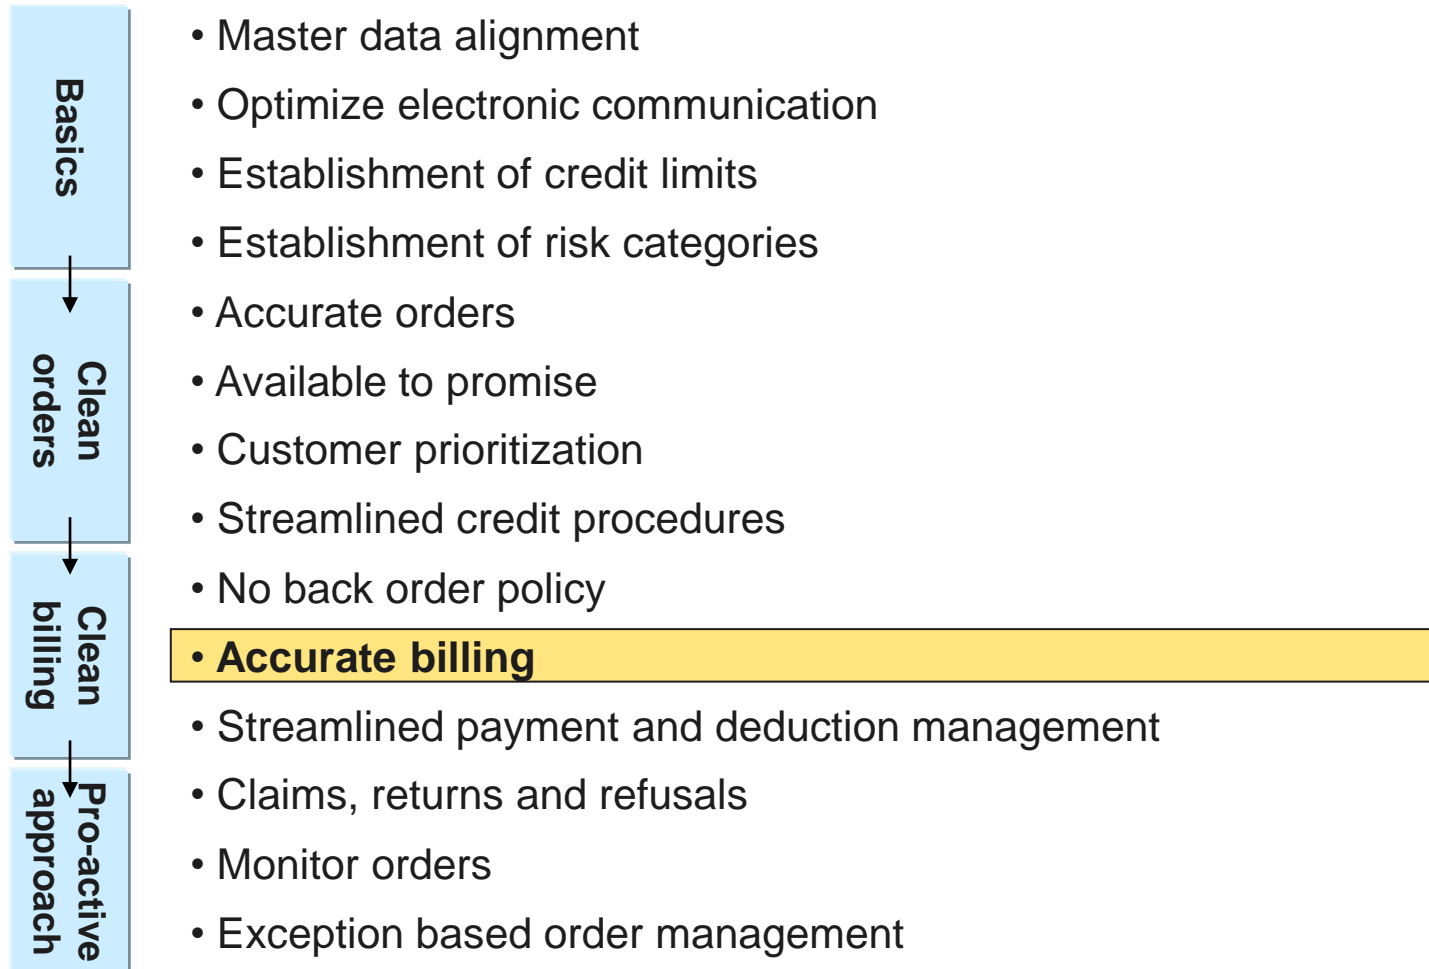 Basics
• Master data alignment
• Optimize electronic communication
• Establishment of credit limits
• Establishment of risk categories
Clean
orders
• Accurate orders
• Available to promise
• Customer prioritization
• Streamlined credit procedures
• No back order policy
Clean
billing
• Accurate billing
• Streamlined payment and deduction management
• Claims, returns and refusals
Pro-active
approach
• Monitor orders
• Exception based order management